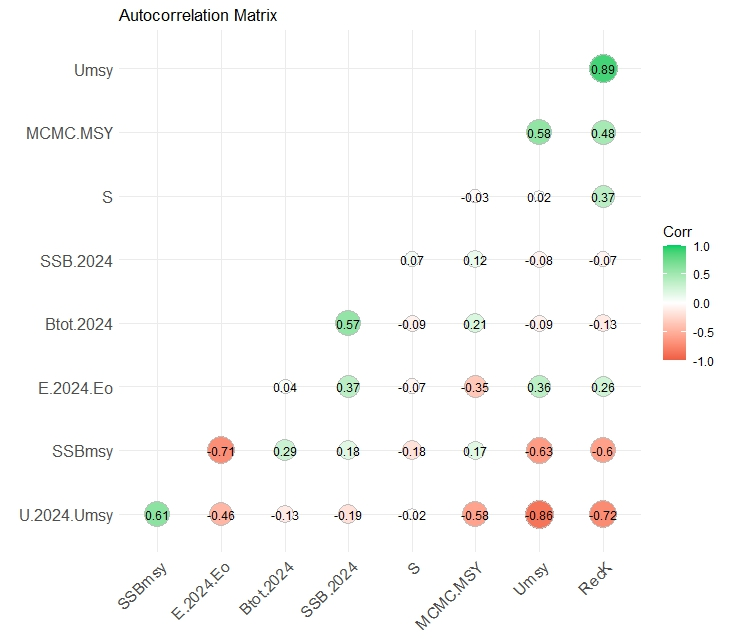 Autocorrelation Matrix
Umsy 0.89
MCMC.MSY 0.58 0.48
S -0.03 0.02 0.37
SSB.2024 0.07 0.12 -0.08 -0.07
Btot.2024 0.57 -0.09 0.21 -0.09 -0.13
E.2024.Eo 0.04 0.37 -0.07 -0.35 0.36 0.26
SSBmsy -0.71 0.29 0.18 -0.18 0.17 -0.63 -0.6
U.2024.Umsy 0.61 -0.46 -0.13 -0.19 -0.02 -0.58 -0.86 -0.72
SSBmsy E.2024.Eo Btot.2024 SSB.2024 S MCMC.MSY Umsy RecK
Corr
1.0
0.5
0.0
-0.5
-1.0